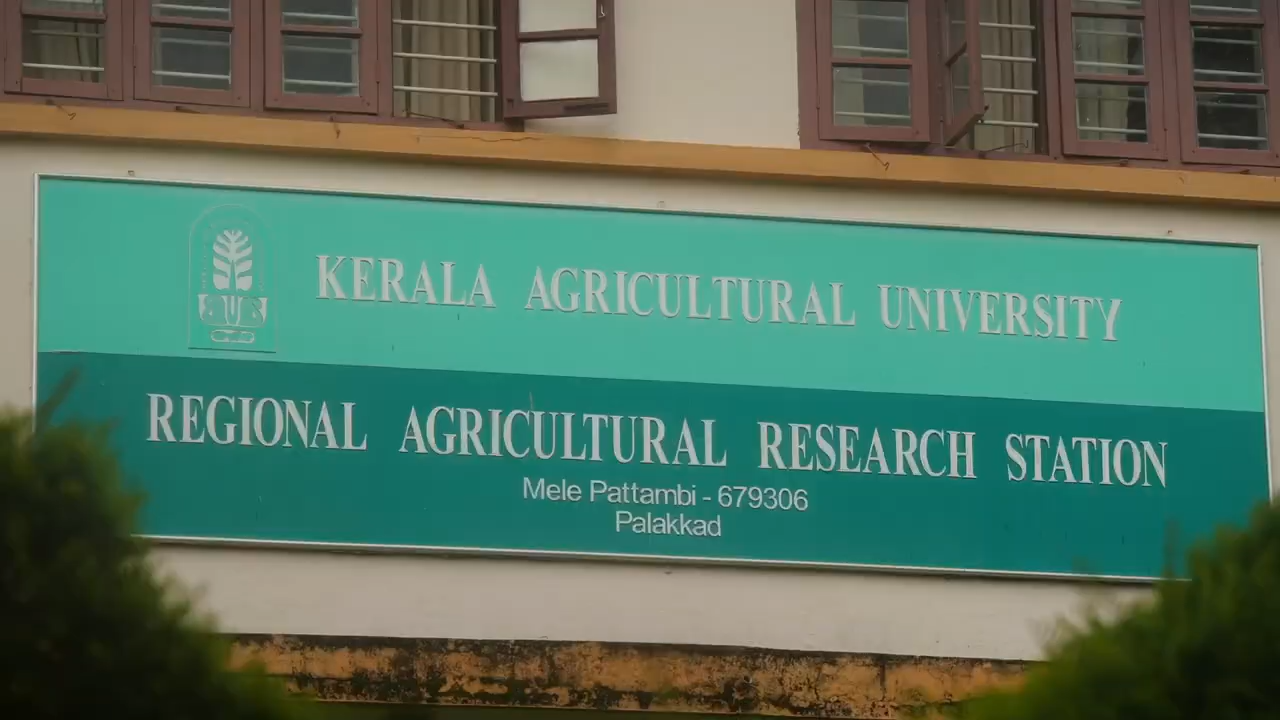 KERALA AGRICULTURAL UNIVERSITY
REGIONAL AGRICULTURAL RESEARCH STATION
Mele Pattambi - 679306
Palakkad